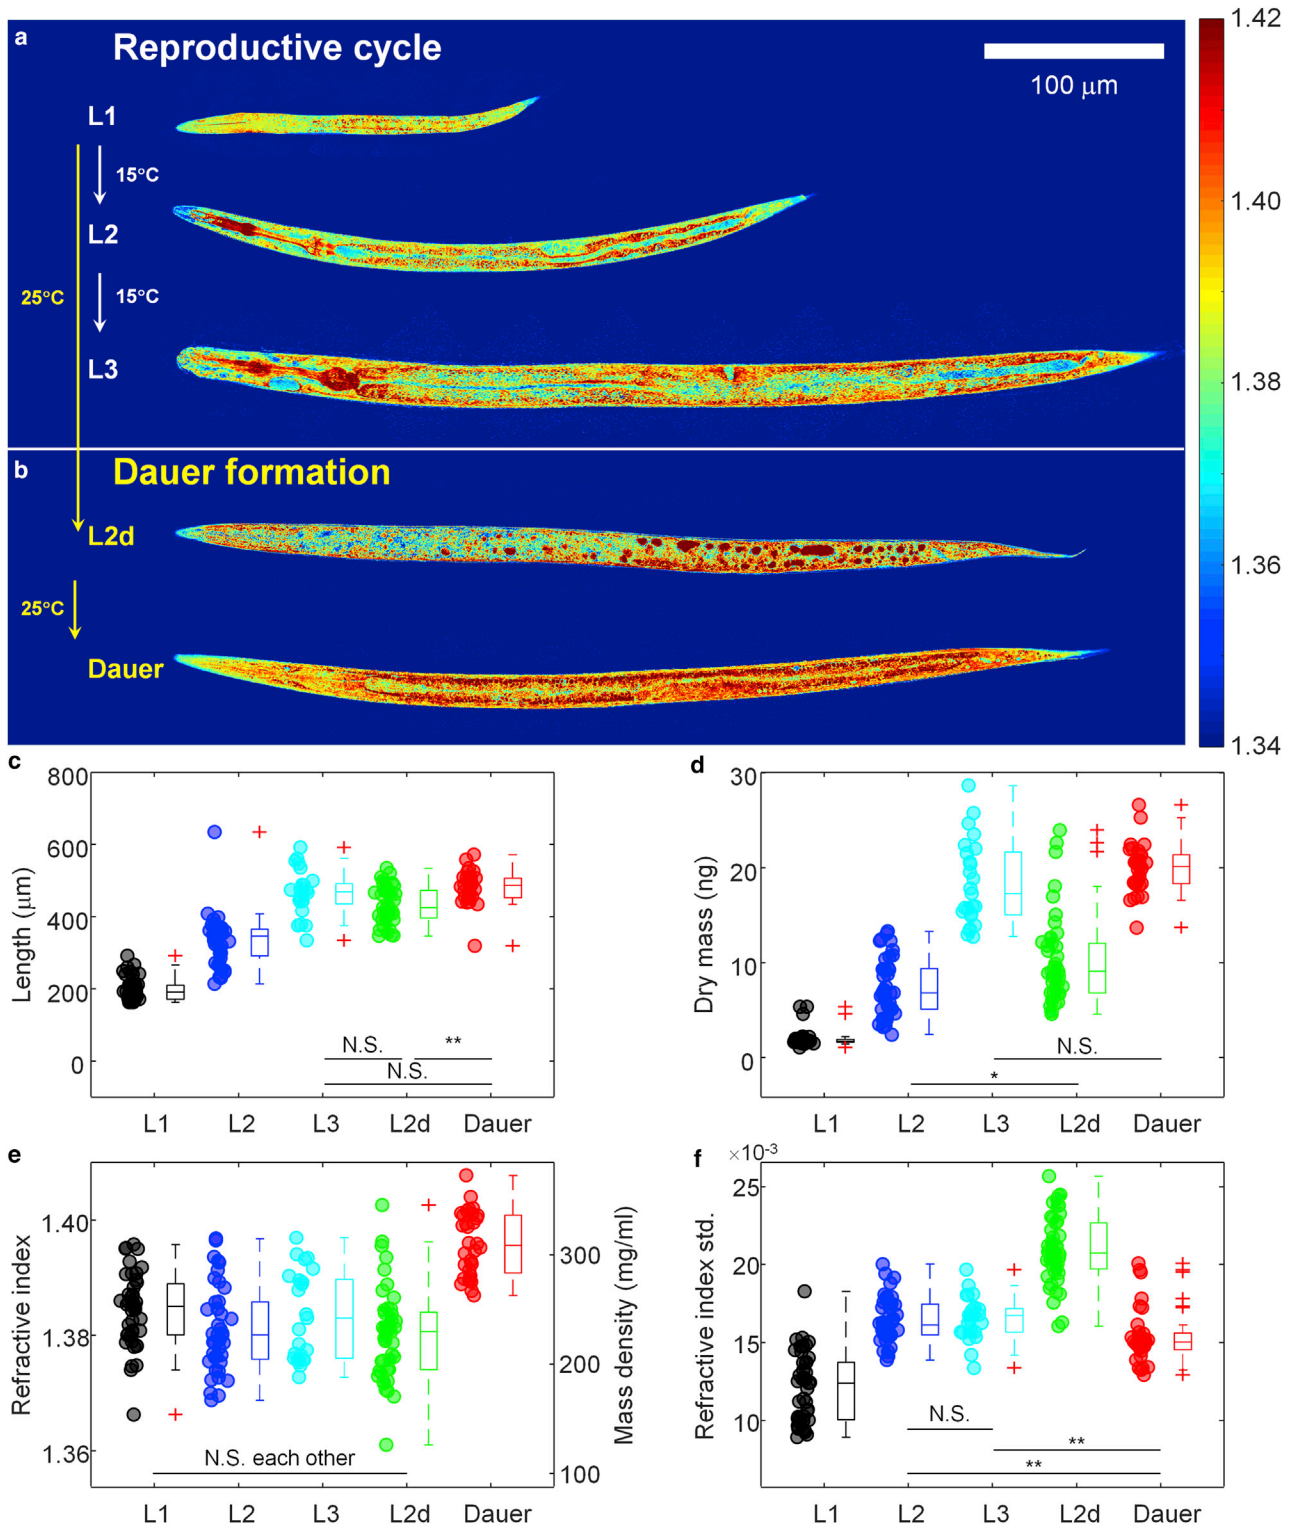 a
Reproductive cycle
100 μm
L1
15°C
L2
25°C
15°C
L3
b
Dauer formation
L2d
25°C
Dauer
1.42
1.40
1.38
1.36
1.34
c
800
600
400
200
0
Length (μm)
N.S.
**
N.S.
L1 L2 L3 L2d Dauer
d
30
20
10
0
Dry mass (ng)
N.S.
*
L1 L2 L3 L2d Dauer
e
1.40
1.38
1.36
Refractive index
300
200
100
Mass density (mg/ml)
N.S. each other
L1 L2 L3 L2d Dauer
f
×10-3
25
20
15
10
Refractive index std.
N.S.
**
**
L1 L2 L3 L2d Dauer